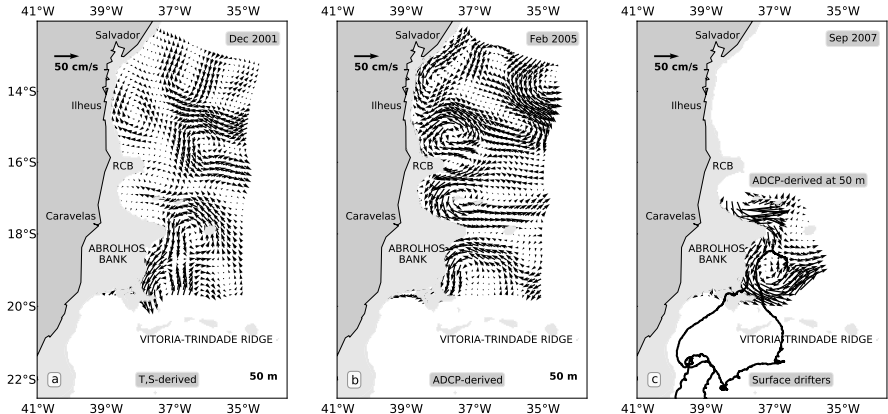 41°W 39°W 37°W 35°W 41°W 39°W 37°W 35°W 41°W 39°W 37°W 35°W
Salvador Dec 2001
50 cm/s
14°S
Ilheus
16°S
RCB
Caravelas
18°S
ABROLHOS
BANK
20°S
VITORIA-TRINDADE RIDGE
22°S
a T,S-derived 50 m
Salvador Feb 2005
50 cm/s
Ilheus
RCB
Caravelas
ABROLHOS
BANK
VITORIA-TRINDADE RIDGE
b ADCP-derived 50 m
Salvador Sep 2007
50 cm/s
Ilheus
RCB
ADCP-derived at 50 m
Caravelas
ABROLHOS
BANK
VITORIA-TRINDADE RIDGE
c Surface drifters
41°W 39°W 37°W 35°W 41°W 39°W 37°W 35°W 41°W 39°W 37°W 35°W